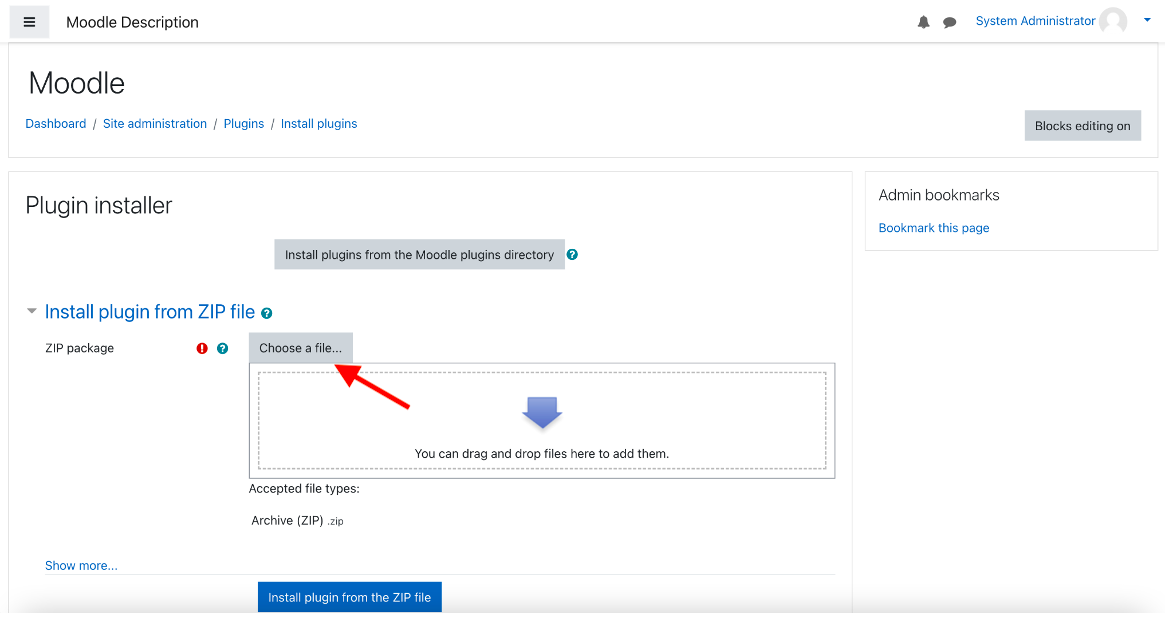 Moodle Description
System Administrator
Moodle
Dashboard / Site administration / Plugins / Install plugins
Blocks editing on
Plugin installer
Install plugins from the Moodle plugins directory ?
Install plugin from ZIP file ?
ZIP package ! ?
Choose a file...
You can drag and drop files here to add them.
Accepted file types:
Archive (ZIP) .zip
Show more...
Install plugin from the ZIP file
Admin bookmarks
Bookmark this page